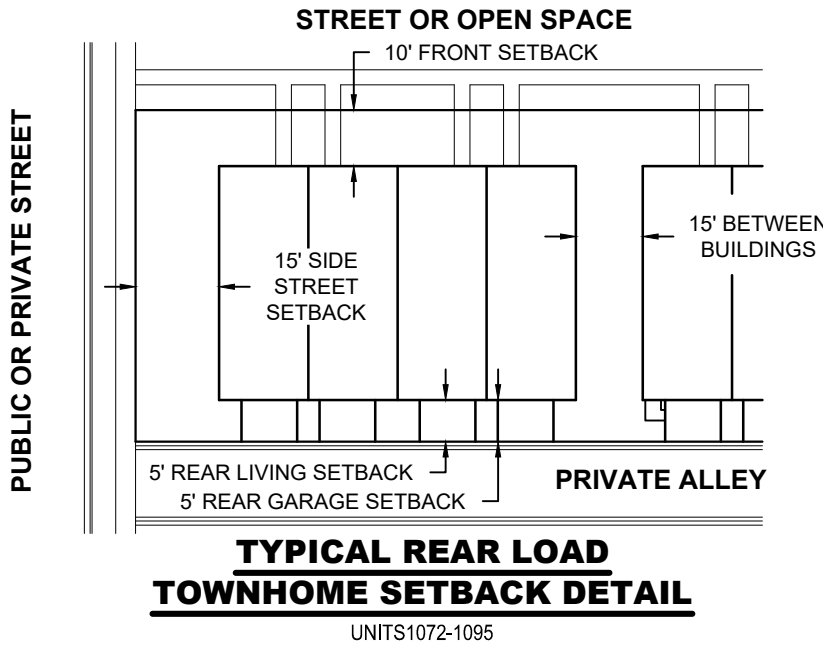 STREET OR OPEN SPACE
10' FRONT SETBACK
PUBLIC OR PRIVATE STREET
15' SIDE
STREET
SETBACK
15' BETWEEN
BUILDINGS
5' REAR LIVING SETBACK
5' REAR GARAGE SETBACK
PRIVATE ALLEY
TYPICAL REAR LOAD
TOWNHOME SETBACK DETAIL
UNITS1072-1095